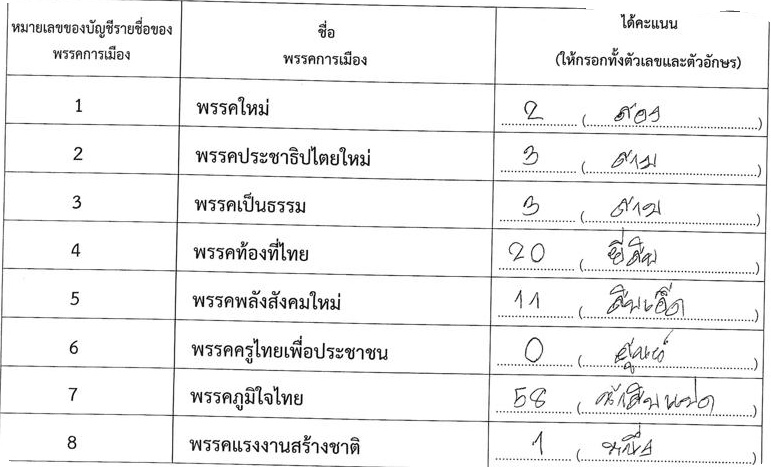 หมายเลขของบัญชีรายชื่อของ พรรคการเมือง ชื่อ พรรคการเมือง ได้คะแนน (ให้กรอกทั้งตัวเลขและตัวอักษร)
1 พรรคใหม่ 2 (สอง)
2 พรรคประชาธิปไตยใหม่ 3 (สาม)
3 พรรคเป็นธรรม 3 (สาม)
4 พรรคท้องที่ไทย 20 (ยี่สิบ)
5 พรรคพลังสังคมใหม่ 11 (สิบเอ็ด)
6 พรรคครูไทยเพื่อประชาชน 0 (ศูนย์)
7 พรรคภูมิใจไทย 58 (ห้าสิบแปด)
8 พรรคแรงงานสร้างชาติ 1 (หนึ่ง)